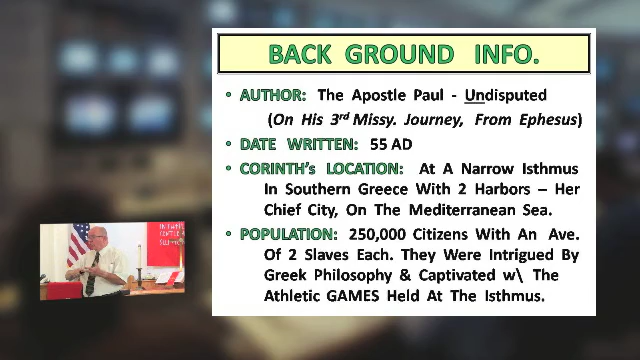 BACK GROUND INFO.
• AUTHOR: The Apostle Paul - Undisputed
(On His 3rd Missy. Journey, From Ephesus)
• DATE WRITTEN: 55 AD
• CORINTH's LOCATION: At A Narrow Isthmus
In Southern Greece With 2 Harbors – Her
Chief City, On The Mediterranean Sea.
• POPULATION: 250,000 Citizens With An Ave.
Of 2 Slaves Each. They Were Intrigued By
Greek Philosophy & Captivated w\ The
Athletic GAMES Held At The Isthmus.